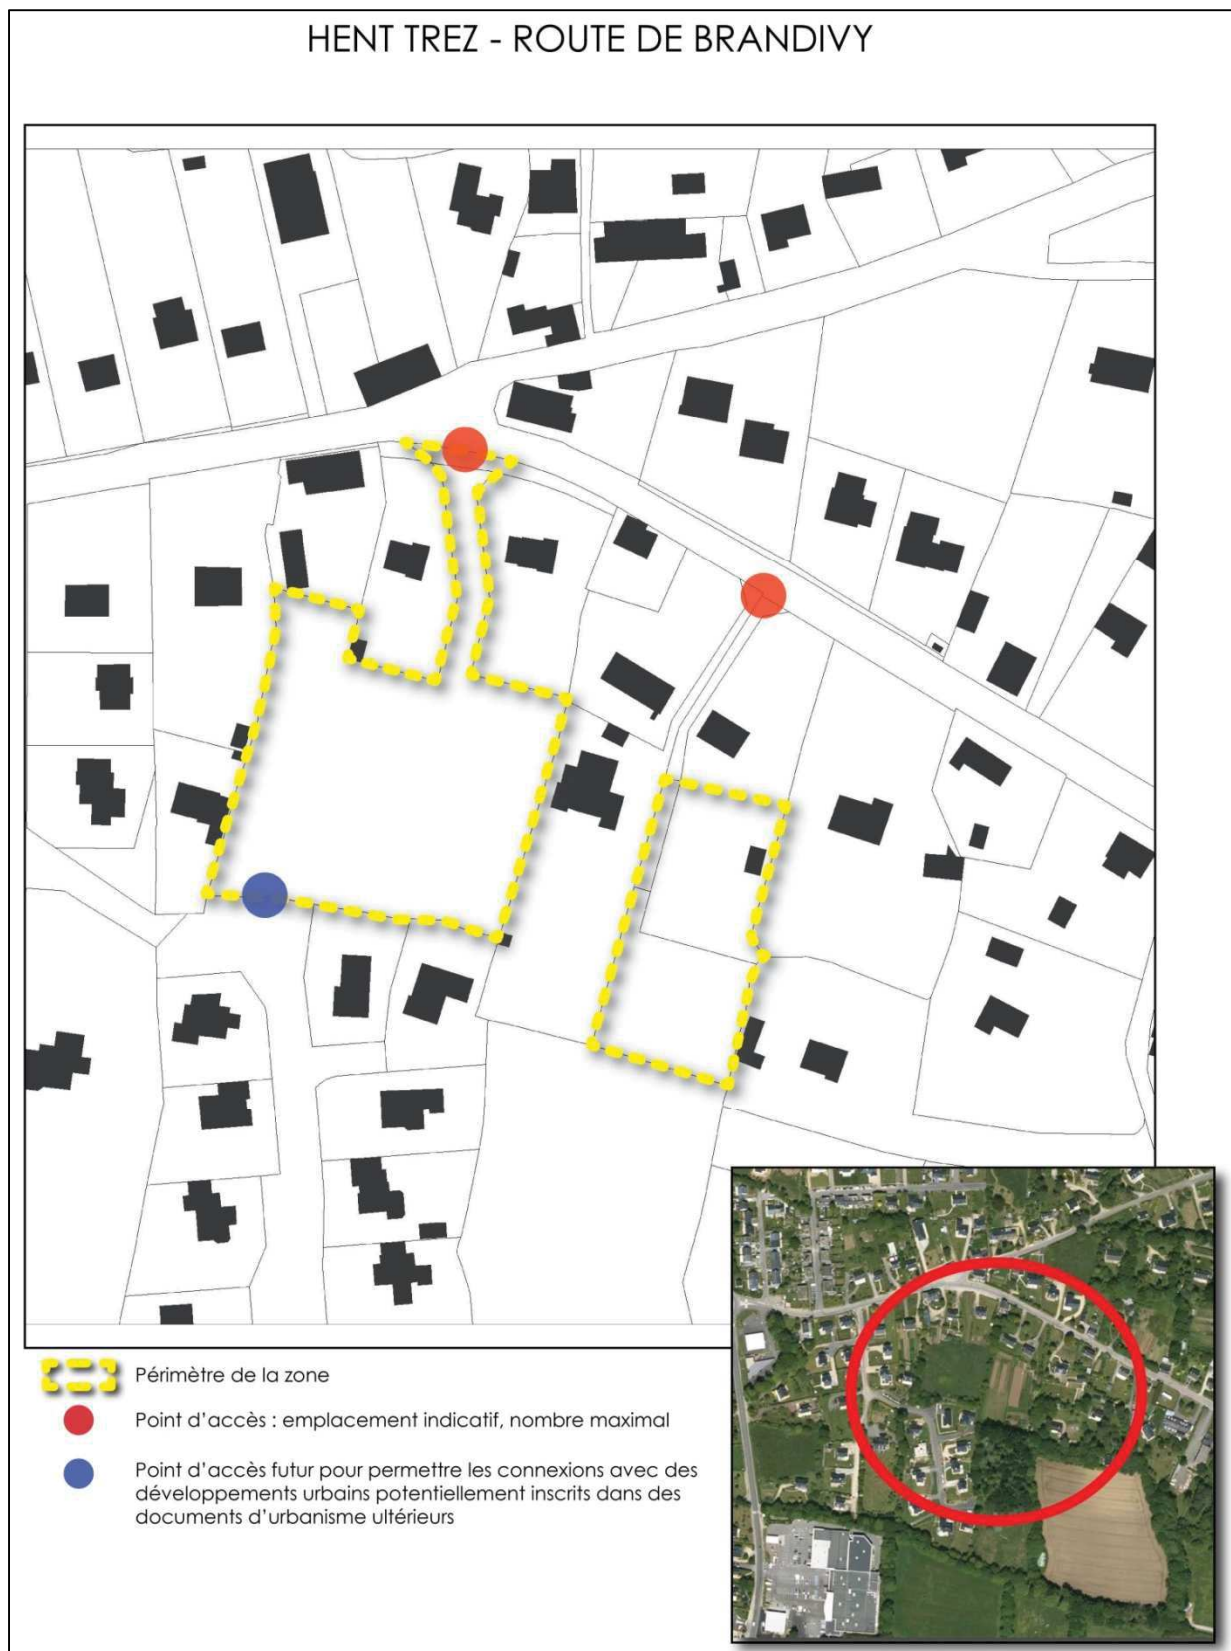 HENT TREZ - ROUTE DE BRANDIVY
Périmètre de la zone
Point d'accès : emplacement indicatif, nombre maximal
Point d'accès futur pour permettre les connexions avec des
développements urbains potentiellement inscrits dans des
documents d'urbanisme ultérieurs